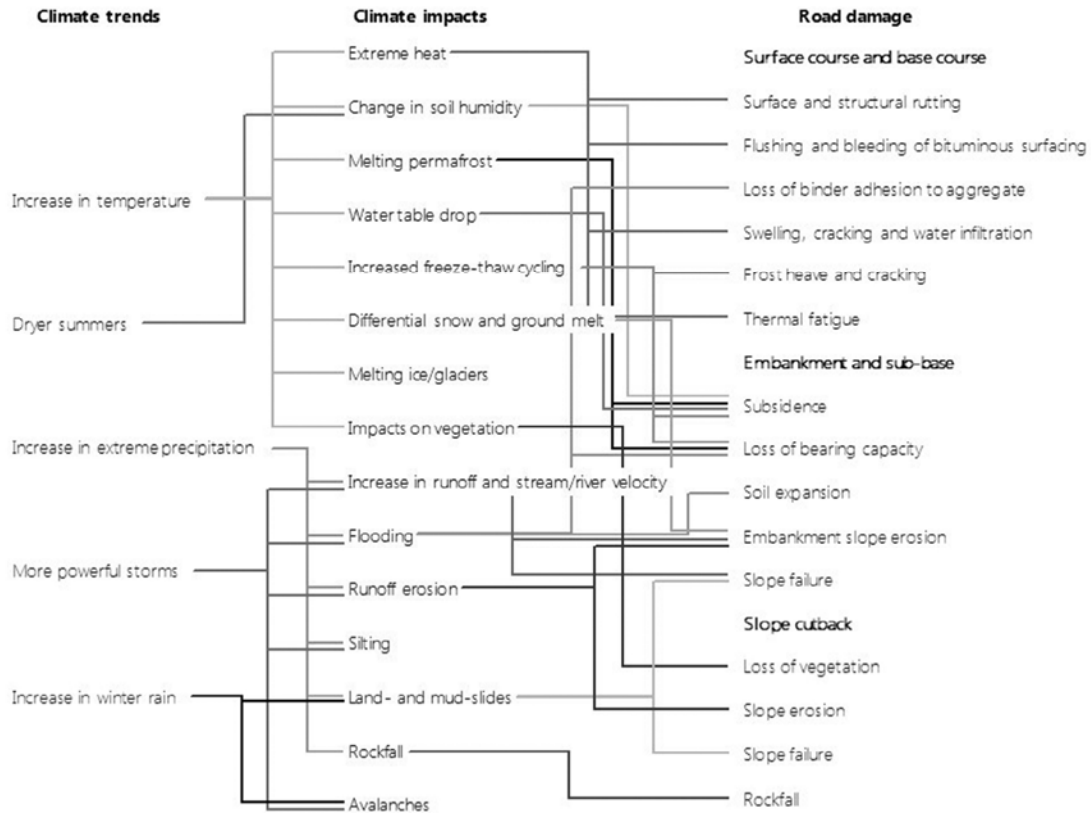 Climate trends
Climate impacts
Road damage
Increase in temperature
Dryer summers
Increase in extreme precipitation
More powerful storms
Increase in winter rain
Extreme heat
Change in soil humidity
Melting permafrost
Water table drop
Increased freeze-thaw cycling
Differential snow and ground melt
Melting ice/glaciers
Impacts on vegetation
Increase in runoff and stream/river velocity
Flooding
Runoff erosion
Silting
Land- and mud-slides
Rockfall
Avalanches
Surface course and base course
Surface and structural rutting
Flushing and bleeding of bituminous surfacing
Loss of binder adhesion to aggregate
Swelling, cracking and water infiltration
Frost heave and cracking
Thermal fatigue
Embankment and sub-base
Subsidence
Loss of bearing capacity
Soil expansion
Embankment slope erosion
Slope failure
Slope cutback
Loss of vegetation
Slope erosion
Slope failure
Rockfall